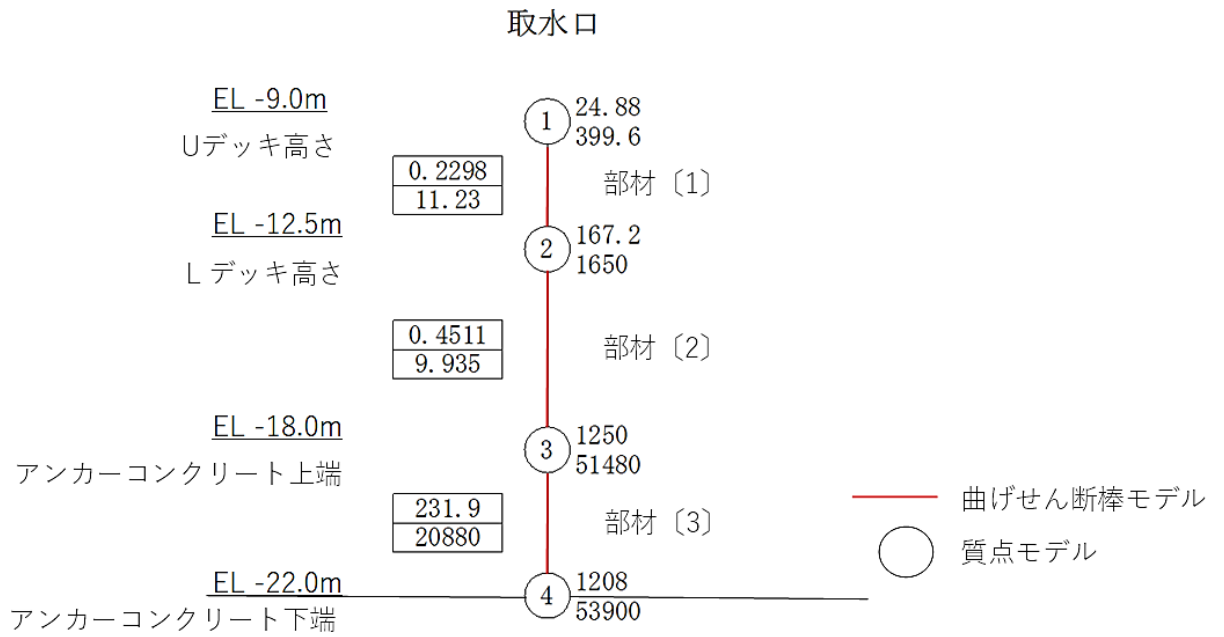 取水口
EL -9.0m
Uデッキ高さ
1
24.88
399.6
0.2298
11.23
部材〔1〕
EL -12.5m
Lデッキ高さ
2
167.2
1650
0.4511
9.935
部材〔2〕
EL -18.0m
アンカーコンクリート上端
3
1250
51480
231.9
20880
部材〔3〕
曲げせん断棒モデル
質点モデル
EL -22.0m
アンカーコンクリート下端
4
1208
53900